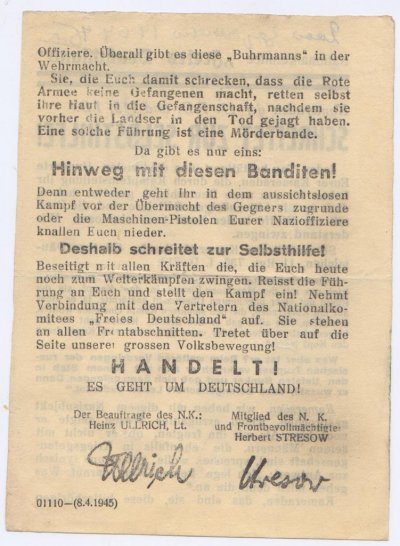 Offiziere. Überall gibt es diese „Buhrmanns" in der
Wehrmacht.
Sie, die Euch damit schrecken, dass die Rote
Armee keine Gefangenen macht, retten selbst
ihre Haut in die Gefangenschaft, nachdem sie
vorher die Landser in den Tod gejagt haben.
Eine solche Führung ist eine Mörderbande.
Da gibt es nur eins:
Hinweg mit diesen Banditen!
Denn entweder geht Ihr in dem aussichtslosen
Kampf vor der Übermacht des Gegners zugrunde
oder die Maschinen-Pistolen Eurer Nazioffiziere
knallen Euch nieder.
Deshalb schreitet zur Selbsthilfe!
Beseitigt mit allen Kräften die, die Euch heute
noch zum Weiterkämpfen zwingen. Reisst die Füh-
rung an Euch und stellt den Kampf ein! Nehmt
Verbindung mit den Vertretern des Nationalko-
mitees „Freies Deutschland" auf. Sie stehen
an allen Frontabschnitten. Tretet über auf die
Seite unserer grossen Volksbewegung!
HANDELT!
ES GEHT UM DEUTSCHLAND!
Der Beauftragte des N.K.:
Heinz ULLRICH, Lt.
Mitglied des N. K.
und Frontbevollmächtigte
Herbert STRESOW
Ullrich
Stresow
01110—(8.4.1945)